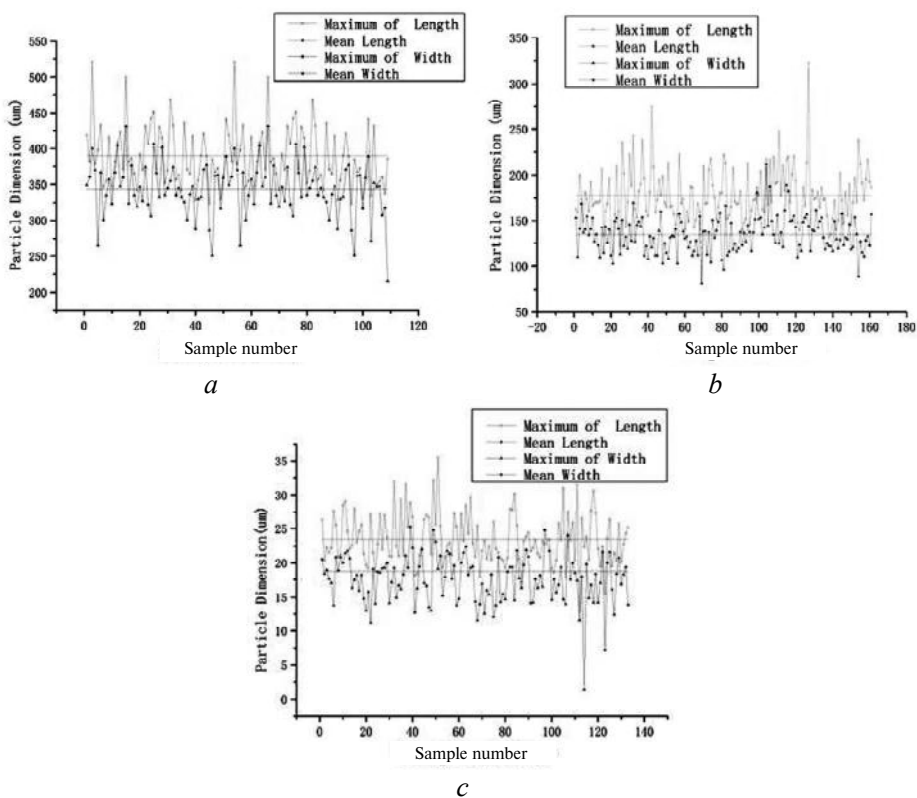 Maximum of Length
Mean Length
Maximum of Width
Mean Width
Particle Dimension (um)
550
500
450
400
350
300
250
200
0
20
40
60
80
100
120
Sample number
a
Maximum of Length
Mean Length
Maximum of Width
Mean Width
Particle Dimension (um)
350
300
250
200
150
100
50
-20
0
20
40
60
80
100
120
140
160
180
Sample number
b
Maximum of Length
Mean Length
Maximum of Width
Mean Width
Particle Dimension(um)
35
30
25
20
15
10
5
0
0
20
40
60
80
100
120
140
Sample number
c